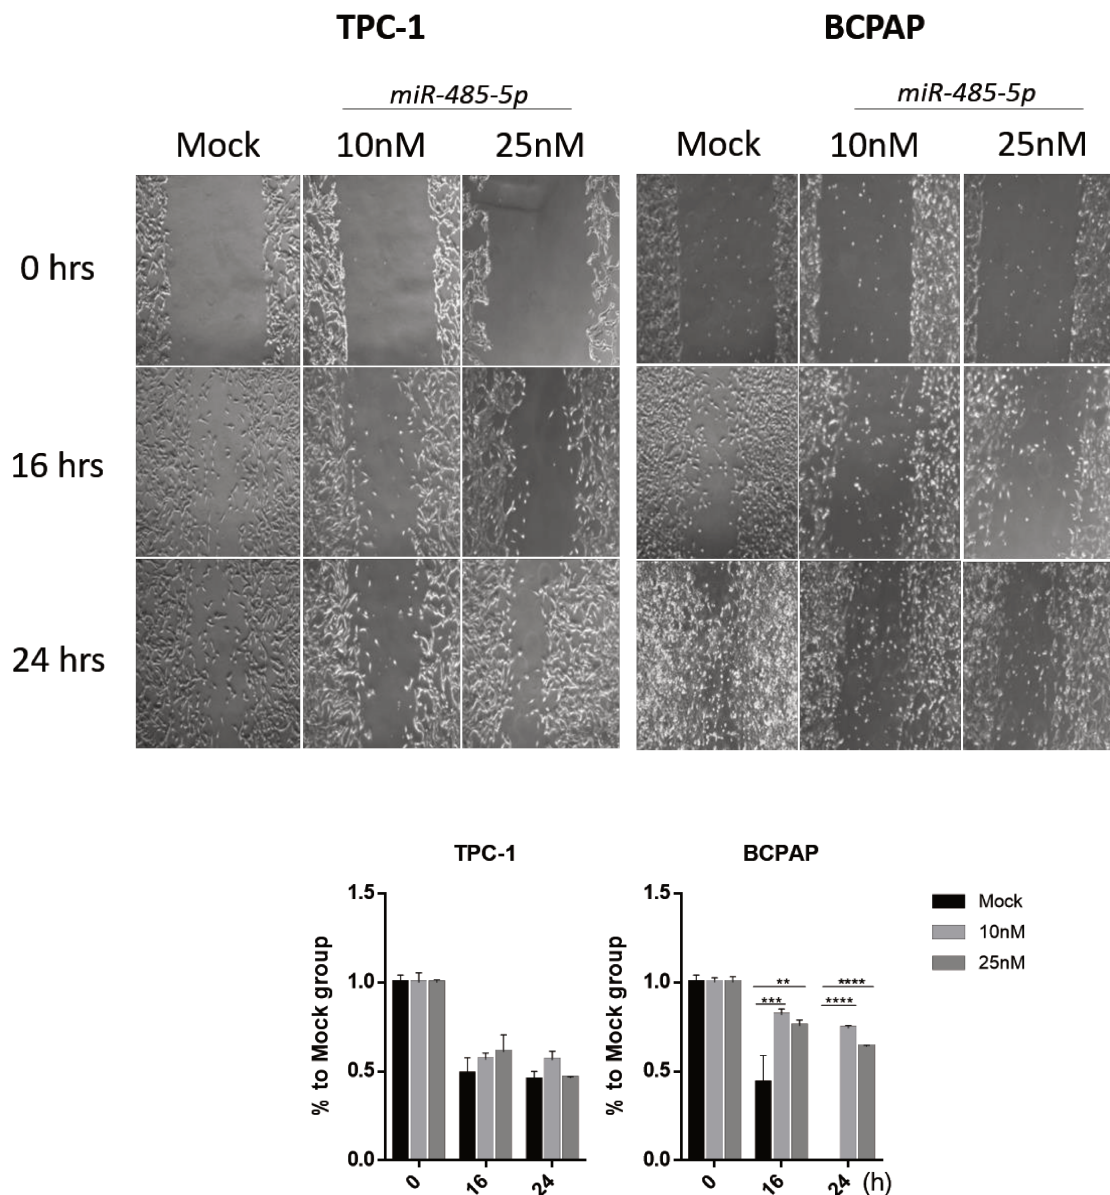 TPC-1 BCPAP
miR-485-5p miR-485-5p
Mock 10nM 25nM Mock 10nM 25nM
0 hrs
16 hrs
24 hrs
TPC-1
% to Mock group
1.5
1.0
0.5
0.0
0 16 24
BCPAP
% to Mock group
1.5
1.0
0.5
0.0
** ****
*** ****
0 16 24 (h)
Mock
10nM
25nM